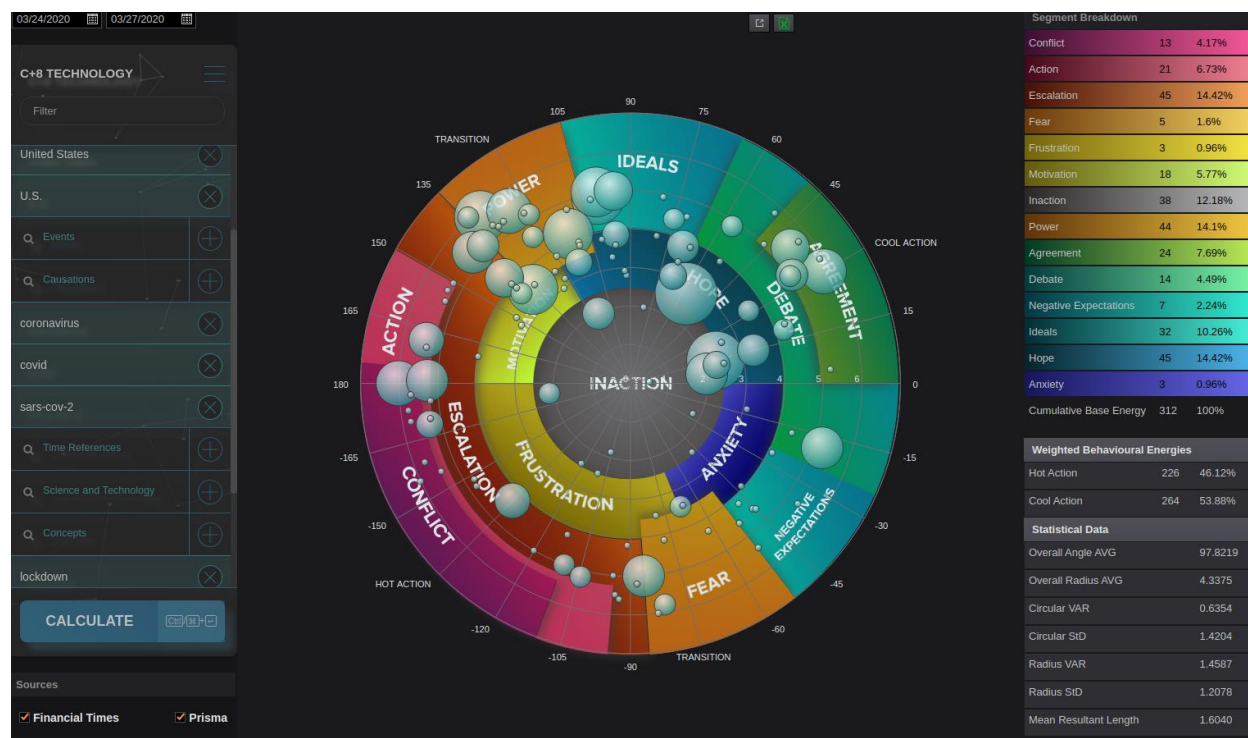 03/24/2020 03/27/2020
C+8 TECHNOLOGY
Filter
United States
U.S.
Events
Causations
coronavirus
covid
sars-cov-2
Time References
Science and Technology
Concepts
lockdown
CALCULATE Ctrl/⌘+↵
Sources
Financial Times Prisma
90
105 75
TRANSITION 60
135 45
150 COOL ACTION
165 15
180 0
-165 -15
-150 -30
HOT ACTION -45
-120 -60
-105 TRANSITION
-90
IDEALS
POWER
AGREEMENT
HOPE
DEBATE
ACTION
MOTIVA
INACTION
2 3 4 5 6
ANXIETY
ESCALATION
FRUSTRATION
CONFLICT
NEGATIVE
EXPECTATIONS
FEAR
Segment Breakdown
Conflict 13 4.17%
Action 21 6.73%
Escalation 45 14.42%
Fear 5 1.6%
Frustration 3 0.96%
Motivation 18 5.77%
Inaction 38 12.18%
Power 44 14.1%
Agreement 24 7.69%
Debate 14 4.49%
Negative Expectations 7 2.24%
Ideals 32 10.26%
Hope 45 14.42%
Anxiety 3 0.96%
Cumulative Base Energy 312 100%
Weighted Behavioural Energies
Hot Action 226 46.12%
Cool Action 264 53.88%
Statistical Data
Overall Angle AVG 97.8219
Overall Radius AVG 4.3375
Circular VAR 0.6354
Circular StD 1.4204
Radius VAR 1.4587
Radius StD 1.2078
Mean Resultant Length 1.6040